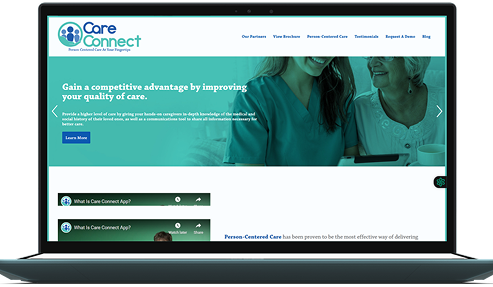 Care
Connect
Person-Centered Care At Your Fingertips
Our Partners View Brochure Person-Centered Care Testimonials Request A Demo Blog
Gain a competitive advantage by improving
your quality of care.
Provide a higher level of care by giving your hands-on caregivers in-depth knowledge of the medical and
social history of their loved ones, as well as a communications tool to share all information necessary for
better care.
Learn More
What Is Care Connect App?
What Is Care Connect App?
Watch later Share
Person-Centered Care has been proven to be the most effective way of delivering